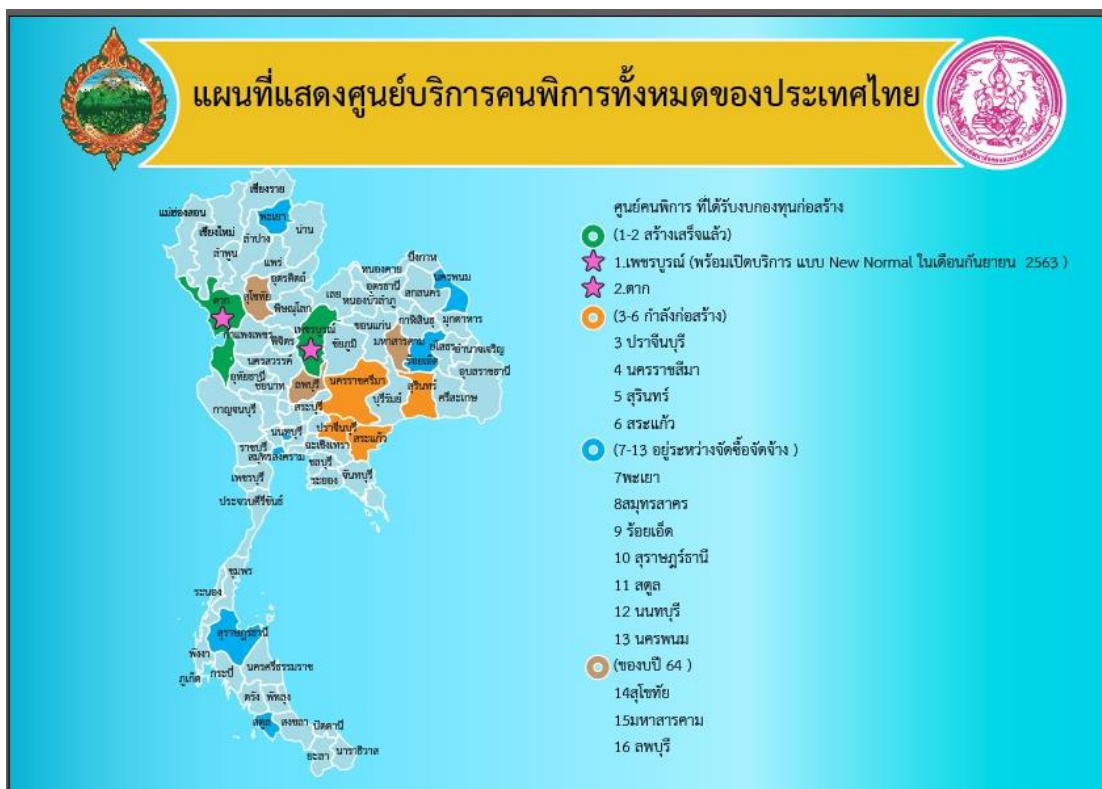 แผนที่แสดงศูนย์บริการคนพิการทั้งหมดของประเทศไทย
ศูนย์คนพิการ ที่ได้รับงบกองทุนก่อสร้าง
(1-2 สร้างเสร็จแล้ว)
1.เพชรบูรณ์ (พร้อมเปิดบริการ แบบ New Normal ในเดือนกันยายน 2563 )
2.ตาก
(3-6 กำลังก่อสร้าง)
3 ปราจีนบุรี
4 นครราชสีมา
5 สุรินทร์
6 สระแก้ว
(7-13 อยู่ระหว่างจัดซื้อจัดจ้าง )
7พะเยา
8สมุทรสาคร
9 ร้อยเอ็ด
10 สุราษฎร์ธานี
11 สตูล
12 นนทบุรี
13 นครพนม
(ของบปี 64 )
14สุโขทัย
15มหาสารคาม
16 ลพบุรี
เชียงราย
แม่ฮ่องสอน
พะเยา
เชียงใหม่
น่าน
ลำปาง
ลำพูน
แพร่
บึงกาฬ
หนองคาย
นครพนม
อุตรดิตถ์
อุดรธานี
เลย
สกลนคร
ตาก
สุโขทัย
หนองบัวลำภู
พิษณุโลก
กาฬสินธุ์
มุกดาหาร
ขอนแก่น
กำแพงเพชร
พิจิตร
เพชรบูรณ์
ชัยภูมิ
มหาสารคาม
ยโสธร
อำนาจเจริญ
ร้อยเอ็ด
นครสวรรค์
อุบลราชธานี
อุทัยธานี
ชัยนาท
ลพบุรี
นครราชสีมา
สุรินทร์
บุรีรัมย์
ศรีสะเกษ
กาญจนบุรี
สระบุรี
นนทบุรี
ปราจีนบุรี
สระแก้ว
ราชบุรี
ฉะเชิงเทรา
สมุทรสงคราม
ชลบุรี
เพชรบุรี
ระยอง
จันทบุรี
ประจวบคีรีขันธ์
ชุมพร
ระนอง
สุราษฎร์ธานี
พังงา
กระบี่
นครศรีธรรมราช
ภูเก็ต
ตรัง
พัทลุง
สตูล
สงขลา
ปัตตานี
ยะลา
นราธิวาส